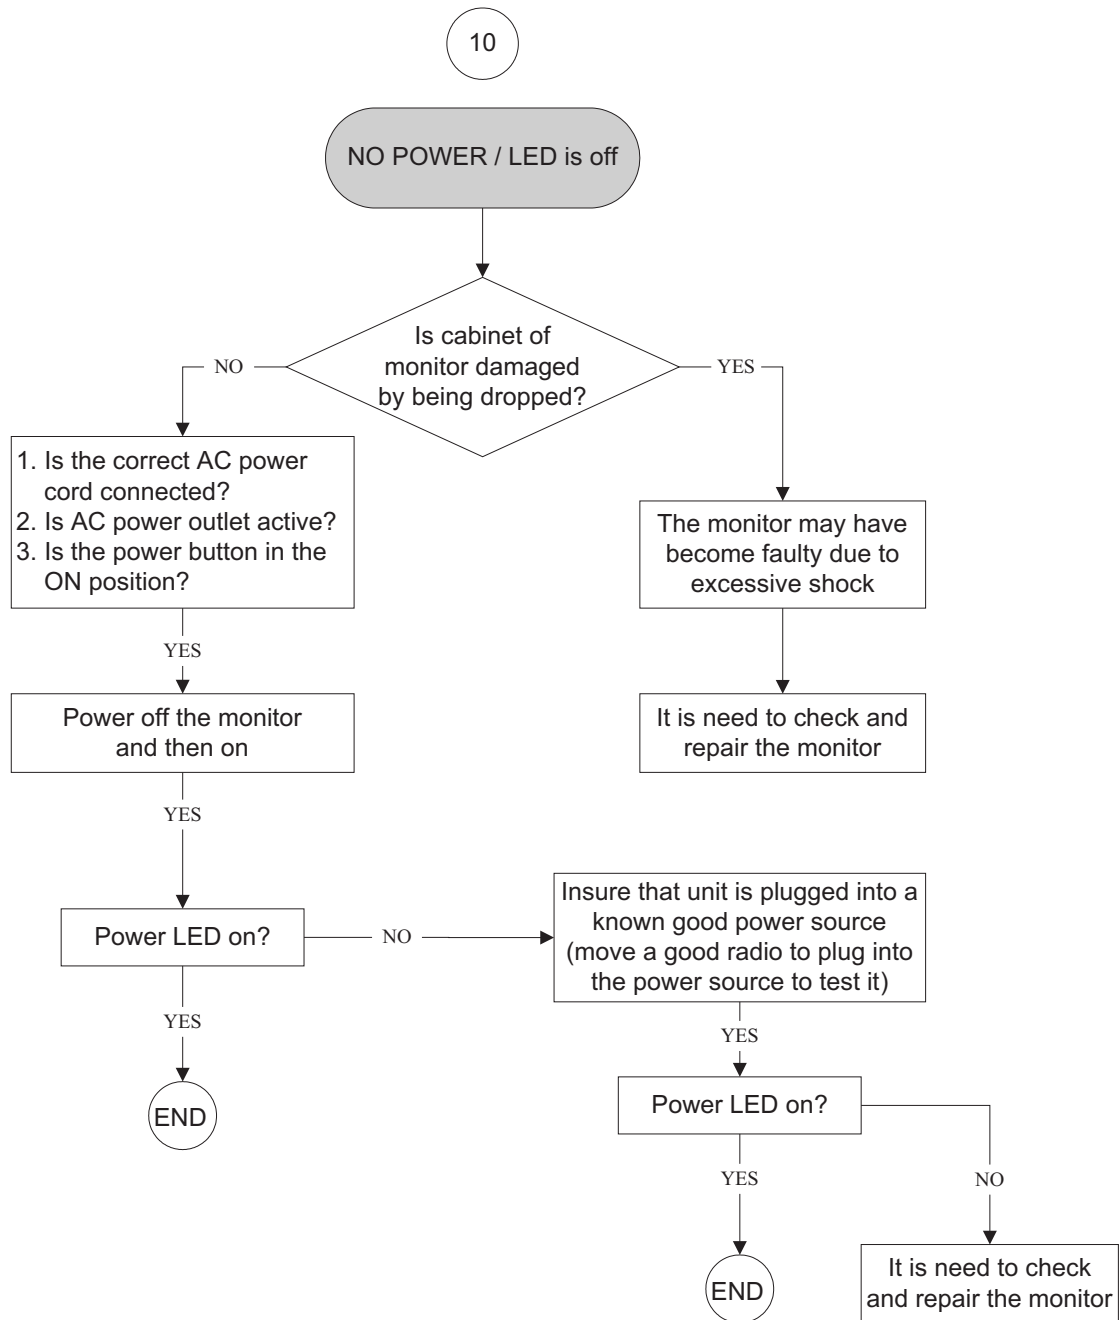 10
NO POWER / LED is off
Is cabinet of
monitor damaged
by being dropped?
NO
YES
1. Is the correct AC power
cord connected?
2. Is AC power outlet active?
3. Is the power button in the
ON position?
The monitor may have
become faulty due to
excessive shock
YES
Power off the monitor
and then on
It is need to check and
repair the monitor
YES
Power LED on?
NO
Insure that unit is plugged into a
known good power source
(move a good radio to plug into
the power source to test it)
YES
END
YES
Power LED on?
YES
NO
END
It is need to check
and repair the monitor